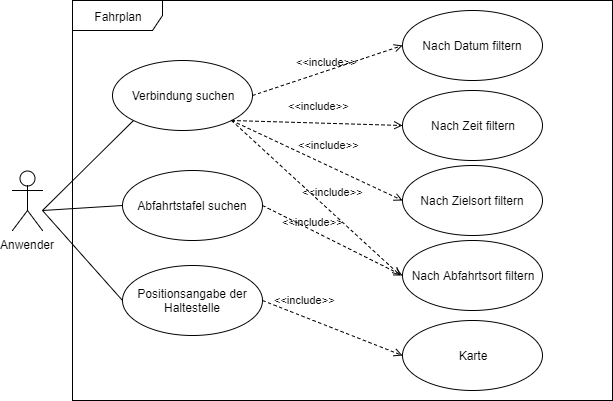 Fahrplan
Nach Datum filtern
<<include>>
Verbindung suchen
<<include>>
Nach Zeit filtern
<<include>>
Nach Zielsort filtern
<<include>>
Abfahrtstafel suchen
<<include>>
Anwender
Nach Abfahrtsort filtern
Positionsangabe der
Haltestelle
<<include>>
Karte